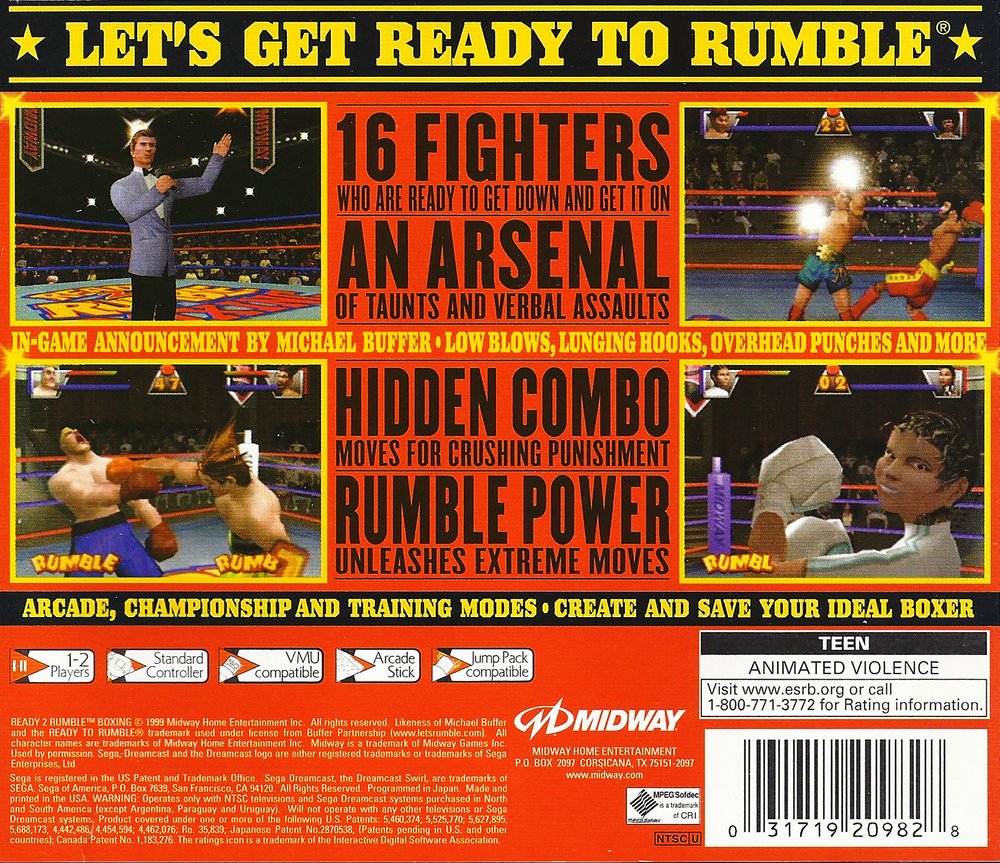 LET'S GET READY TO RUMBLE®
MIDWAY
MIDWAY
16 FIGHTERS
WHO ARE READY TO GET DOWN AND GET IT ON
AN ARSENAL
OF TAUNTS AND VERBAL ASSAULTS
23
IN-GAME ANNOUNCEMENT BY MICHAEL BUFFER • LOW BLOWS, LUNGING HOOKS, OVERHEAD PUNCHES AND MORE
47
RUMBLE
RUMB
HIDDEN COMBO
MOVES FOR CRUSHING PUNISHMENT
RUMBLE POWER
UNLEASHES EXTREME MOVES
02
MIDWAY
RUMBL
ARCADE, CHAMPIONSHIP AND TRAINING MODES • CREATE AND SAVE YOUR IDEAL BOXER
1-2
Players
Standard
Controller
VMU
compatible
Arcade
Stick
Jump Pack
compatible
TEEN
ANIMATED VIOLENCE
Visit www.esrb.org or call
1-800-771-3772 for Rating information.
READY 2 RUMBLE™ BOXING © 1999 Midway Home Entertainment Inc. All rights reserved. Likeness of Michael Buffer
and the READY TO RUMBLE® trademark used under license from Buffer Partnership (www.letsrumble.com). All
character names are trademarks of Midway Home Entertainment Inc. Midway is a trademark of Midway Games Inc.
Used by permission. Sega, Dreamcast and the Dreamcast logo are either registered trademarks or trademarks of Sega
Enterprises, Ltd
Sega is registered in the US Patent and Trademark Office. Sega Dreamcast, the Dreamcast Swirl, are trademarks of
SEGA. Sega of America, P.O. Box 7639, San Francisco, CA 94120. All Rights Reserved. Programmed in Japan. Made and
printed in the USA. WARNING: Operates only with NTSC televisions and Sega Dreamcast systems purchased in North
and South America (except Argentina, Paraguay and Uruguay). Will not operate with any other televisions or Sega
Dreamcast systems. Product covered under one or more of the following U.S. Patents: 5,460,374; 5,525,770; 5,627,895;
5,688,173; 4,442,486; 4,454,594; 4,462,076; Re. 35,839; Japanese Patent No.2870538, (Patents pending in U.S. and other
countries); Canada Patent No. 1,183,276. The ratings icon is a trademark of the Interactive Digital Software Association.
MIDWAY
MIDWAY HOME ENTERTAINMENT
P.O. BOX 2097 CORSICANA, TX 75151-2097
www.midway.com
MPEG Sofdec
is a trademark
of CRI.
NTSC U
0 31719 20982 8